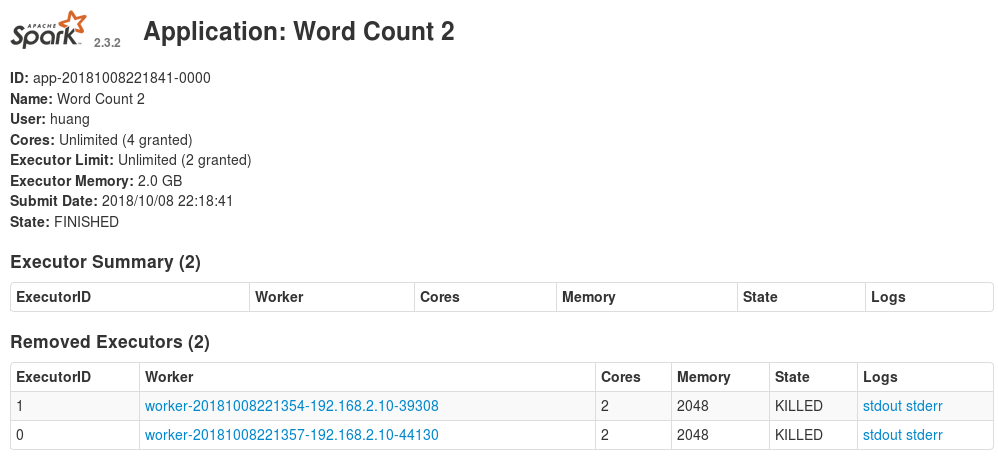 APACHE Spark 2.3.2 Application: Word Count 2
ID: app-20181008221841-0000
Name: Word Count 2
User: huang
Cores: Unlimited (4 granted)
Executor Limit: Unlimited (2 granted)
Executor Memory: 2.0 GB
Submit Date: 2018/10/08 22:18:41
State: FINISHED
Executor Summary (2)
ExecutorID Worker Cores Memory State Logs
Removed Executors (2)
ExecutorID Worker Cores Memory State Logs
1 worker-20181008221354-192.168.2.10-39308 2 2048 KILLED stdout stderr
0 worker-20181008221357-192.168.2.10-44130 2 2048 KILLED stdout stderr